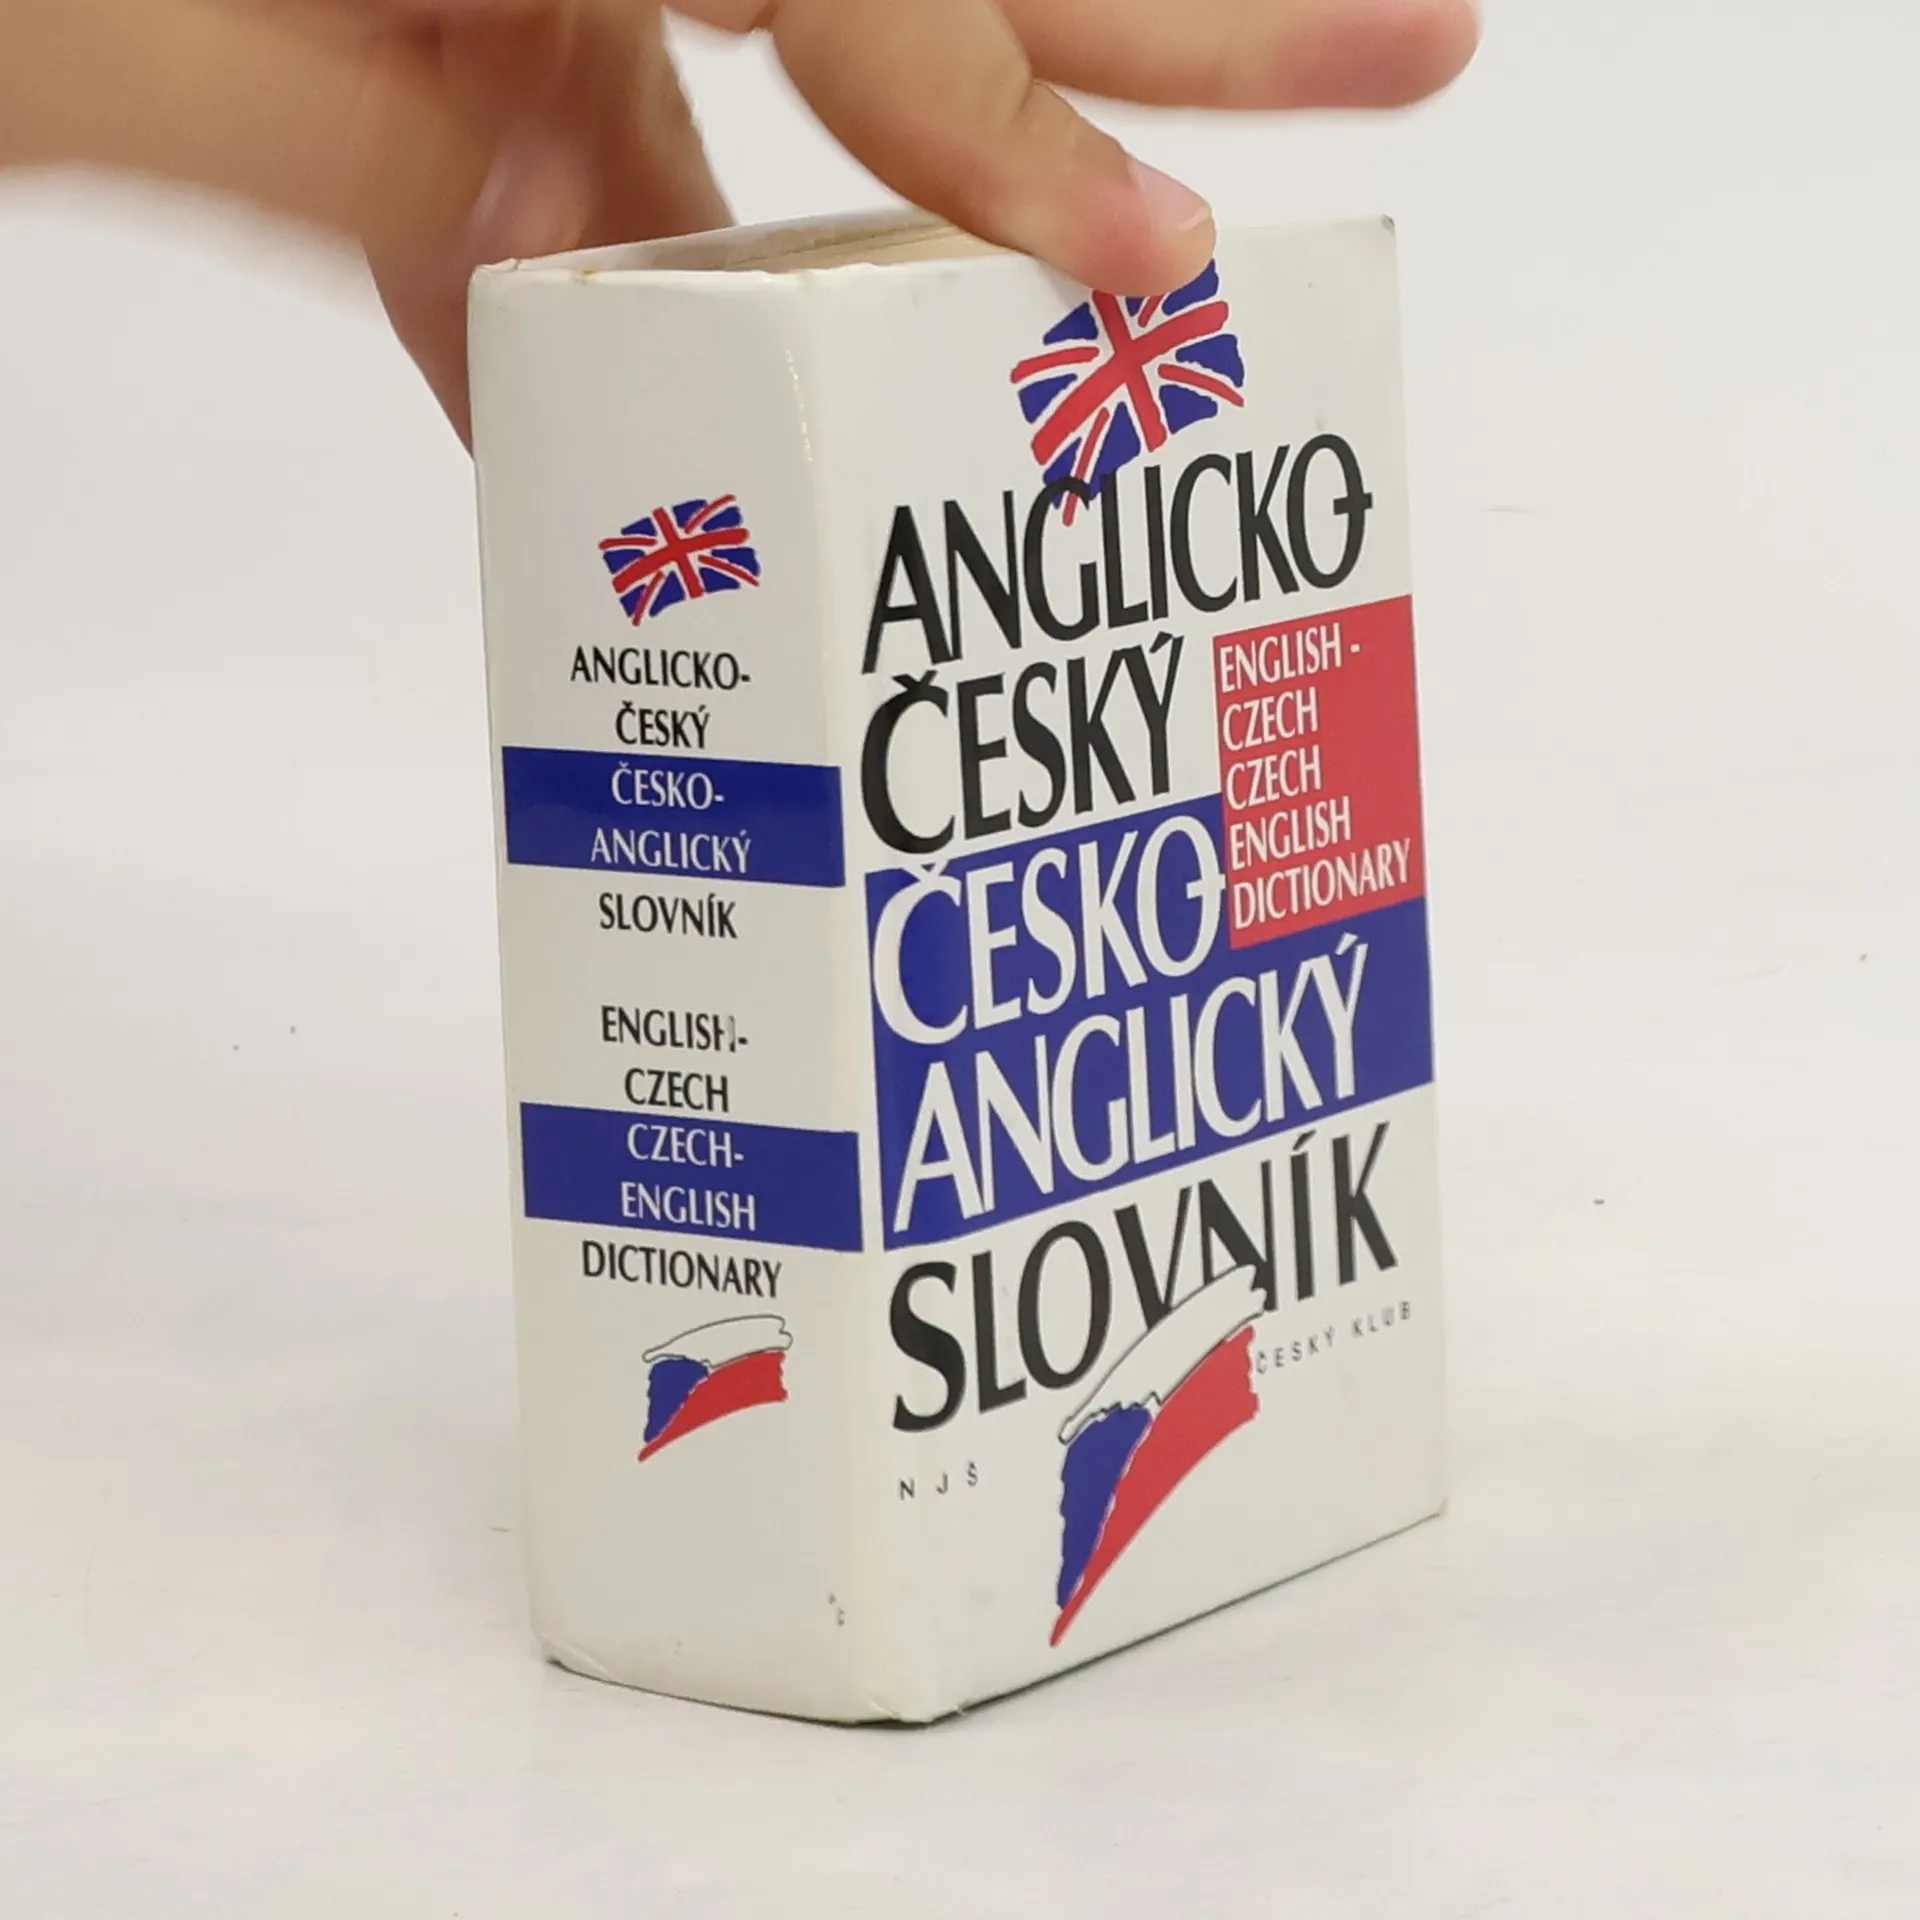 ANGLICKO-
ČESKÝ
ČESKO-
ANGLICKÝ
SLOVNÍK
ENGLISH-
CZECH
CZECH-
ENGLISH
DICTIONARY
ANGLICKO-
ČESKÝ
ENGLISH-
CZECH
CZECH
ENGLISH
DICTIONARY
ČESKO-
ANGLICKÝ
SLOVNÍK
NJŠ
ČESKÝ KLUB